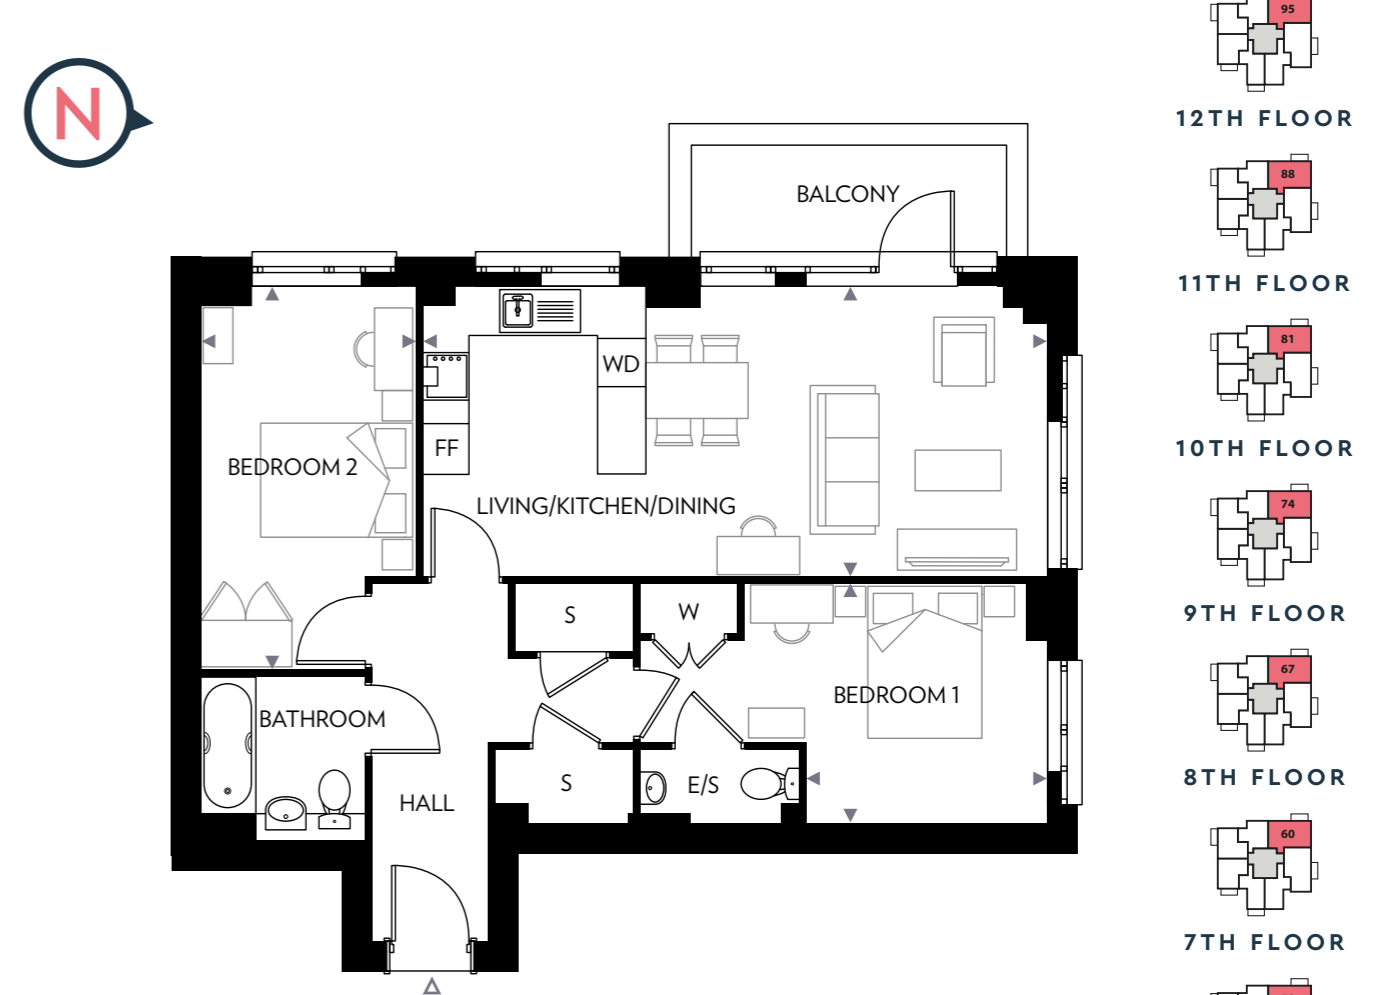 N
BALCONY
WD
FF
BEDROOM 2
LIVING/KITCHEN/DINING
S
W
BEDROOM 1
BATHROOM
S
E/S
HALL
95
12TH FLOOR
88
11TH FLOOR
81
10TH FLOOR
74
9TH FLOOR
67
8TH FLOOR
60
7TH FLOOR